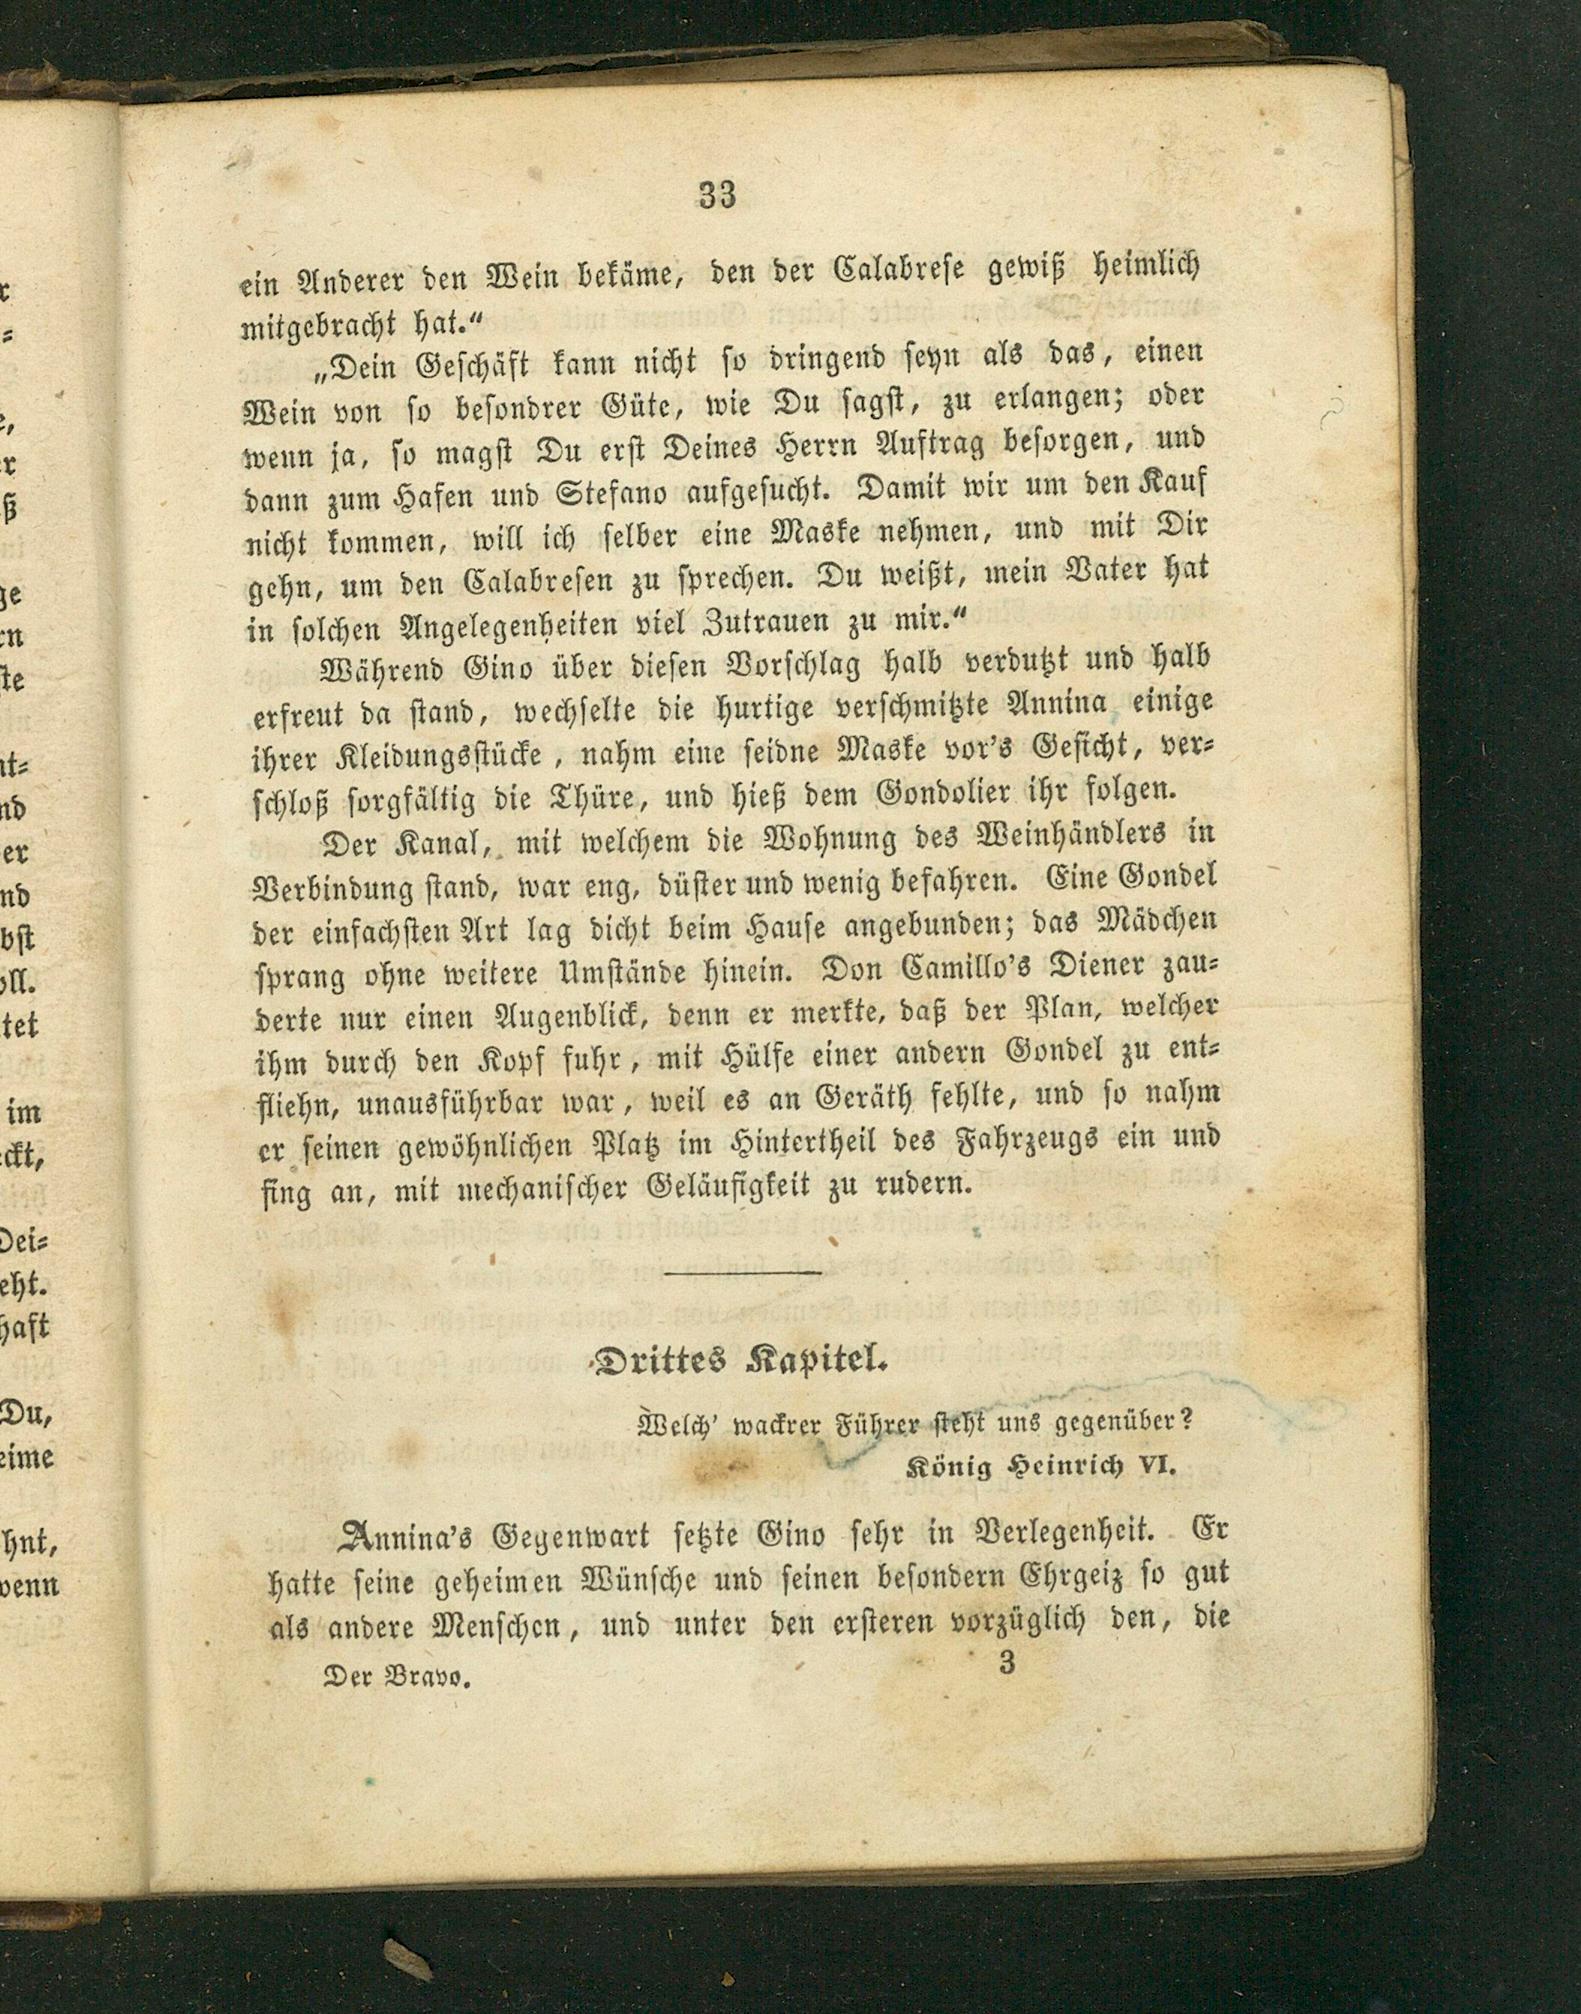 33
ein Anderer den Wein bekäme, den der Calabrese gewiß heimlich
mitgebracht hat.“
„Dein Geschäft kann nicht so dringend seyn als das, einen
Wein von so besondrer Güte, wie Du sagst, zu erlangen; oder
wenn ja, so magst Du erst Deines Herrn Auftrag besorgen, und
dann zum Hafen und Stefano aufgesucht. Damit wir um den Kauf
nicht kommen, will ich selber eine Maske nehmen, und mit Dir
gehn, um den Calabresen zu sprechen. Du weißt, mein Vater hat
in solchen Angelegenheiten viel Zutrauen zu mir.“
Während Gino über diesen Vorschlag halb verdutzt und halb
erfreut da stand, wechselte die hurtige verschmitzte Annina einige
ihrer Kleidungsstücke, nahm eine seidne Maske vor's Gesicht, ver-
schloß sorgfältig die Thüre, und hieß dem Gondolier ihr folgen.
Der Kanal, mit welchem die Wohnung des Weinhändlers in
Verbindung stand, war eng, düster und wenig befahren. Eine Gondel
der einfachsten Art lag dicht beim Hause angebunden; das Mädchen
sprang ohne weitere Umstände hinein. Don Camillo's Diener zau-
derte nur einen Augenblick, denn er merkte, daß der Plan, welcher
ihm durch den Kopf fuhr, mit Hülfe einer andern Gondel zu ent-
fliehn, unausführbar war, weil es an Geräth fehlte, und so nahm
er seinen gewöhnlichen Platz im Hintertheil des Fahrzeugs ein und
fing an, mit mechanischer Geläufigkeit zu rudern.
Drittes Kapitel.
Welch' wackrer Führer steht uns gegenüber?
König Heinrich VI.
Annina's Gegenwart setzte Gino sehr in Verlegenheit. Er
hatte seine geheimen Wünsche und seinen besondern Ehrgeiz so gut
als andere Menschen, und unter den ersteren vorzüglich den, die
Der Bravo. 3